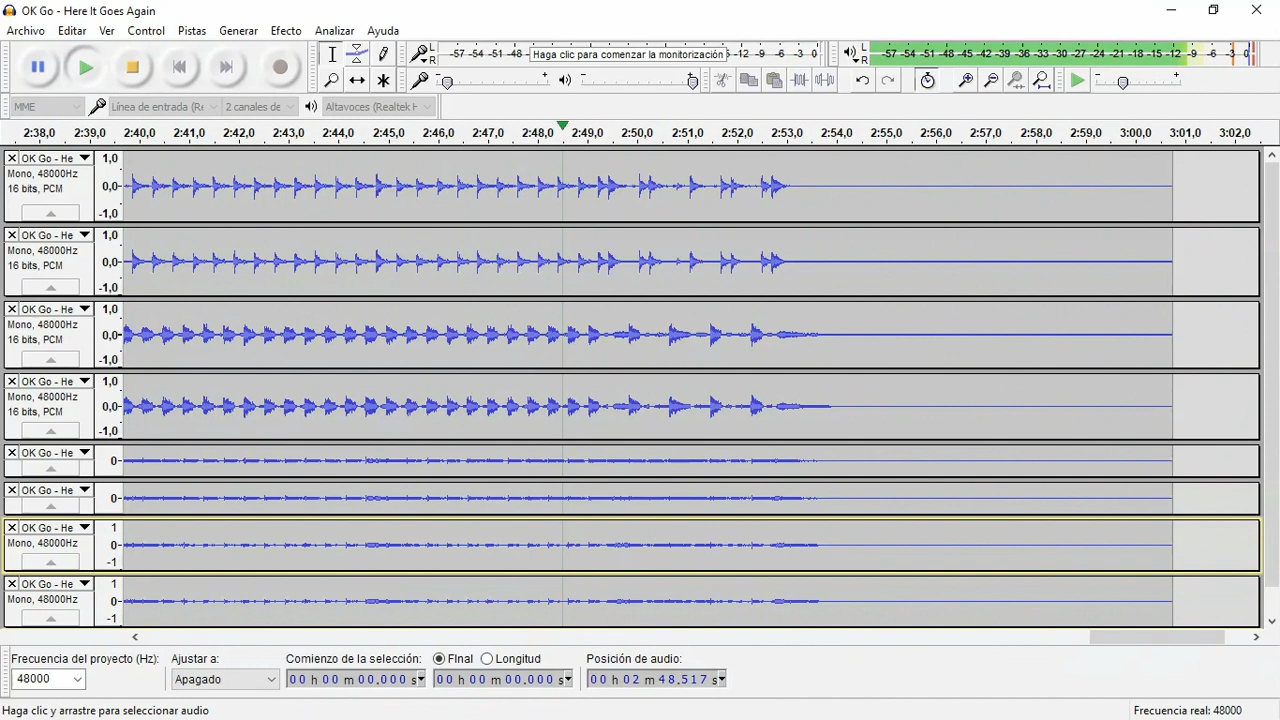 OK Go - Here It Goes Again
Archivo Editar Ver Control Pistas Generar Efecto Analizar Ayuda
L
R
-57 -54 -51 -48 Haga clic para comenzar la monitorización -12 -9 -6 -3 0
L
R
-57 -54 -51 -48 -45 -42 -39 -36 -33 -30 -27 -24 -21 -18 -15 -12 -9 -6 -3 0
MME Línea de entrada (Re 2 canales de Altavoces (Realtek H
2:38,0 2:39,0 2:40,0 2:41,0 2:42,0 2:43,0 2:44,0 2:45,0 2:46,0 2:47,0 2:48,0 2:49,0 2:50,0 2:51,0 2:52,0 2:53,0 2:54,0 2:55,0 2:56,0 2:57,0 2:58,0 2:59,0 3:00,0 3:01,0 3:02,0
OK Go - He 1,0
Mono, 48000Hz
16 bits, PCM 0,0
-1,0
OK Go - He 1,0
Mono, 48000Hz
16 bits, PCM 0,0
-1,0
OK Go - He 1,0
Mono, 48000Hz
16 bits, PCM 0,0
-1,0
OK Go - He 1,0
Mono, 48000Hz
16 bits, PCM 0,0
-1,0
OK Go - He 0
OK Go - He 0
OK Go - He 1
Mono, 48000Hz 0
-1
OK Go - He 1
Mono, 48000Hz 0
-1
Frecuencia del proyecto (Hz): Ajustar a: Comienzo de la selección: FInal Longitud Posición de audio:
48000 Apagado 00 h 00 m 00.000 s 00 h 00 m 00.000 s 00 h 02 m 48.517 s
Haga clic y arrastre para seleccionar audio Frecuencia real: 48000